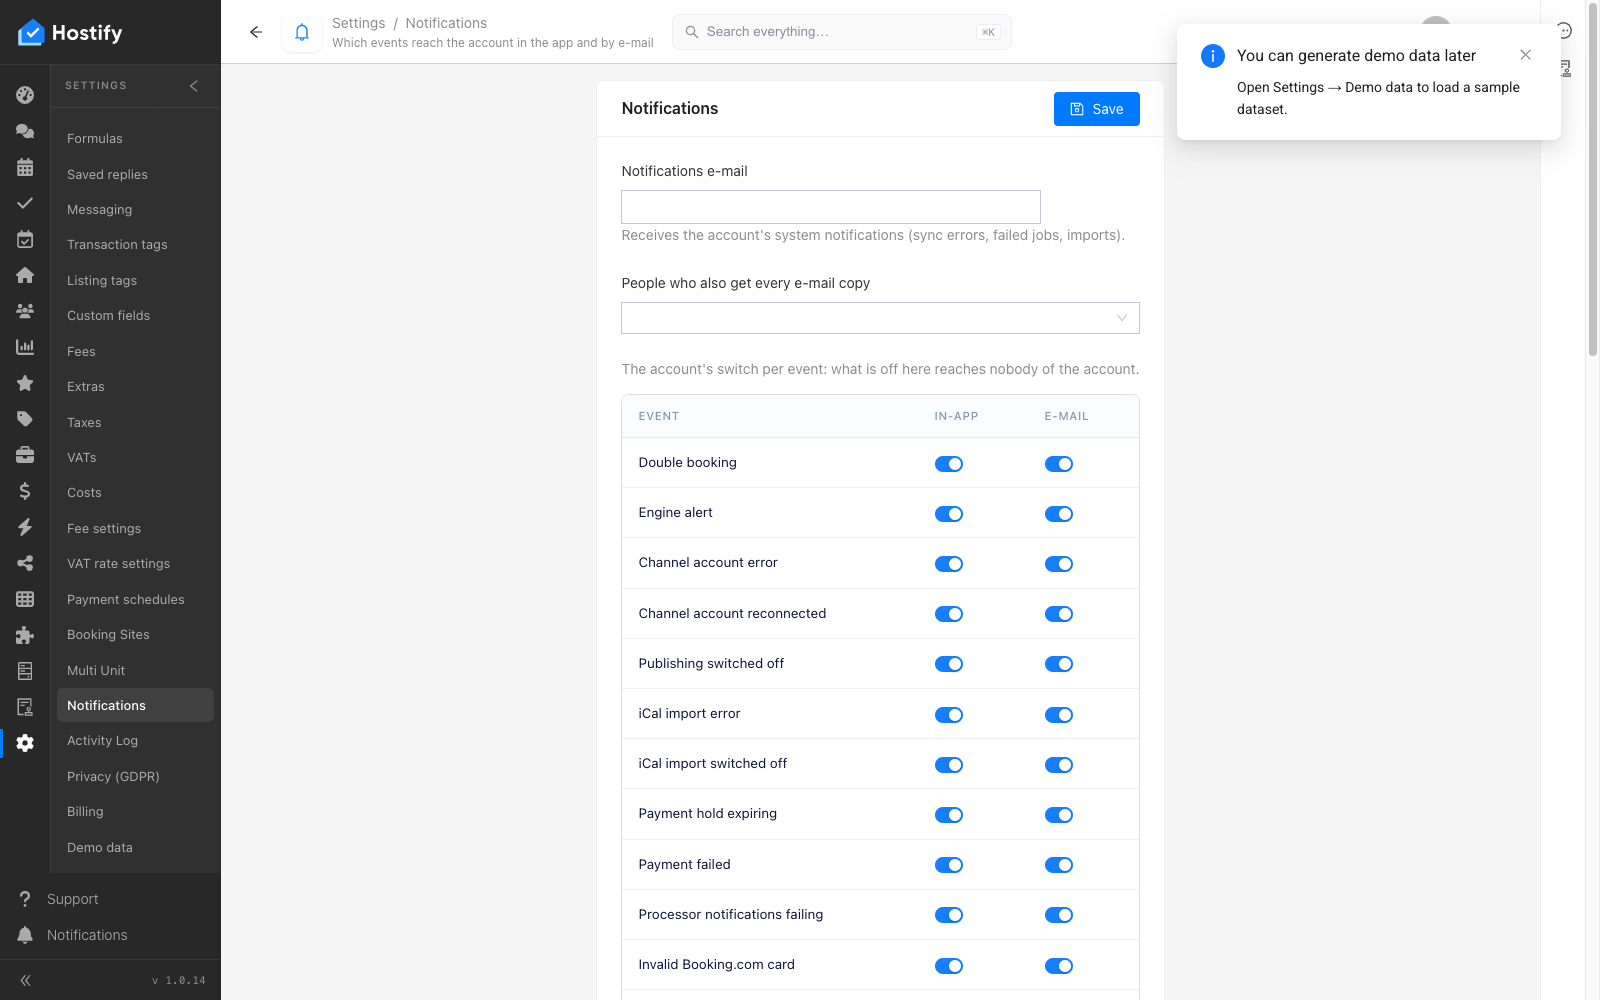 Hostify
SETTINGS
Formulas
Saved replies
Messaging
Transaction tags
Listing tags
Custom fields
Fees
Extras
Taxes
VATs
Costs
Fee settings
VAT rate settings
Payment schedules
Booking Sites
Multi Unit
Notifications
Activity Log
Privacy (GDPR)
Billing
Demo data
Support
Notifications
v 1.0.14
Settings / Notifications
Which events reach the account in the app and by e-mail
Search everything...
⌘K
You can generate demo data later
Open Settings → Demo data to load a sample
dataset.
Notifications
Save
Notifications e-mail
Receives the account's system notifications (sync errors, failed jobs, imports).
People who also get every e-mail copy
The account's switch per event: what is off here reaches nobody of the account.
EVENT IN-APP E-MAIL
Double booking
Engine alert
Channel account error
Channel account reconnected
Publishing switched off
iCal import error
iCal import switched off
Payment hold expiring
Payment failed
Processor notifications failing
Invalid Booking.com card